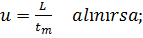 u = L / t_m alınırsa;